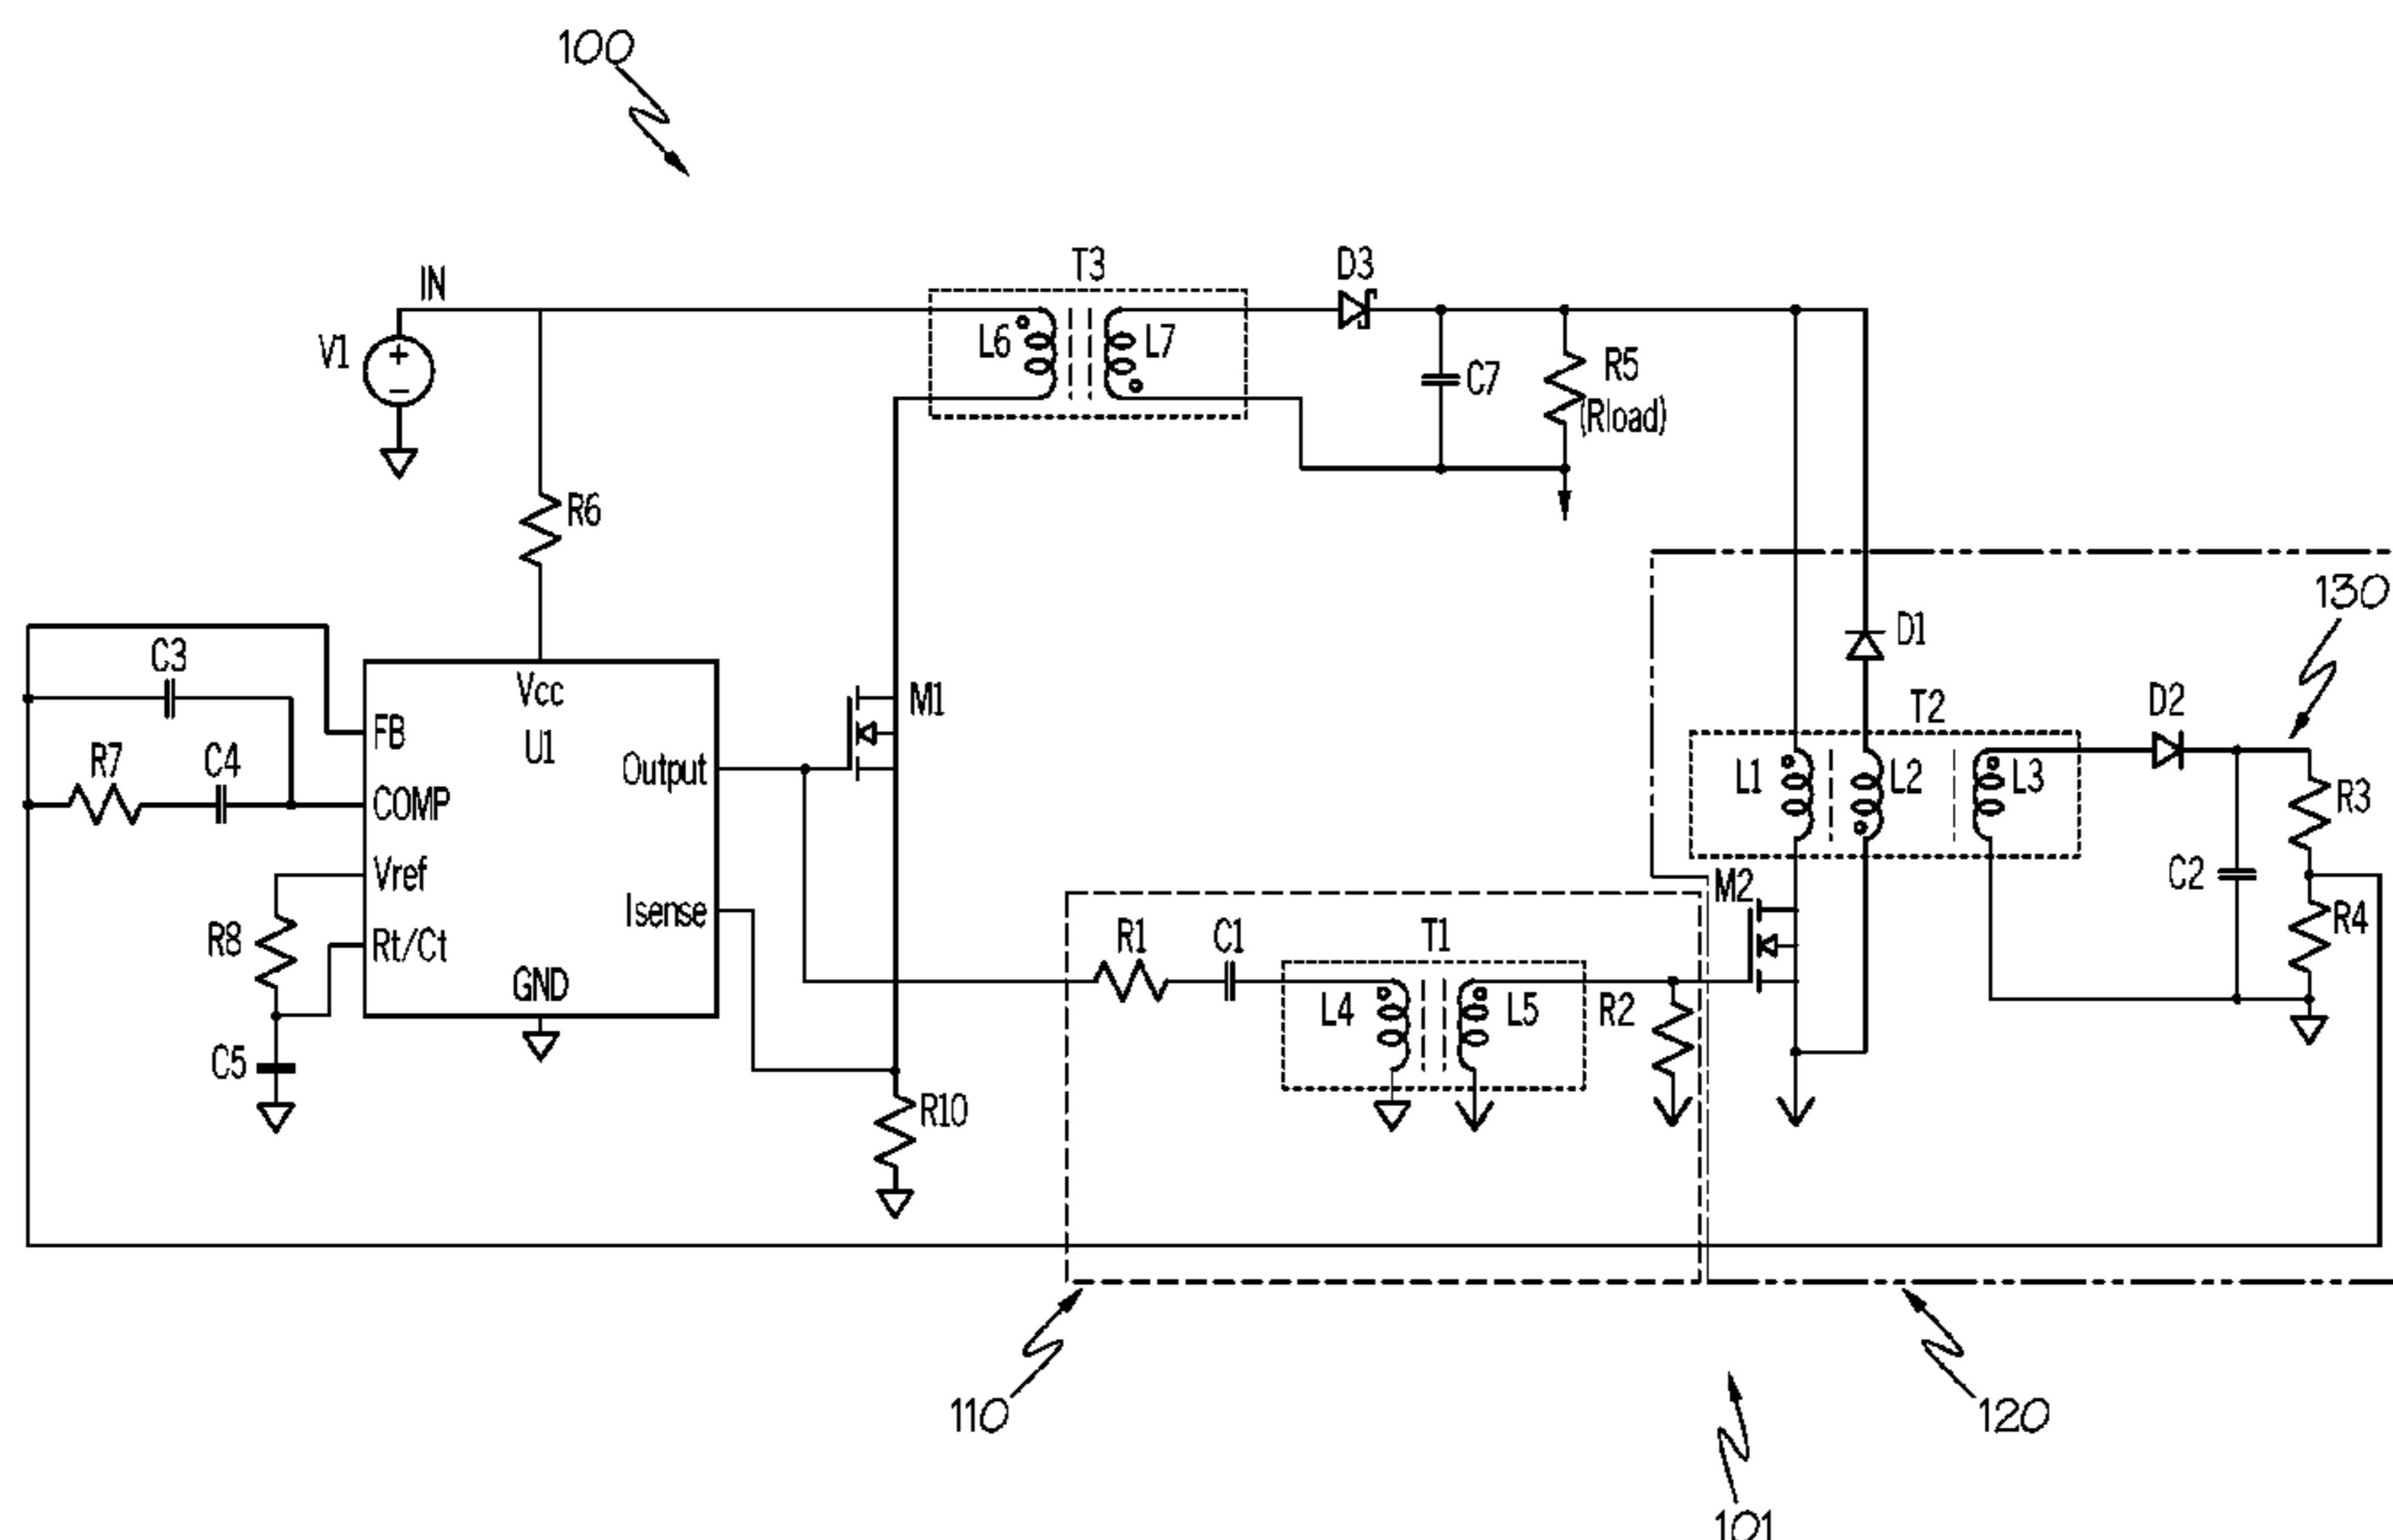 100
IN
T3
D3
V1
L6
L7
C7
R5
(Rload)
R6
130
C3
Vcc
M1
D1
FB
U1
T2
D2
R7
C4
Output
L1
L2
L3
R3
COMP
Vref
M2
C2
Isense
R8
Rt/Ct
R1
C1
T1
R4
GND
L4
L5
R2
C5
R10
110
120
101